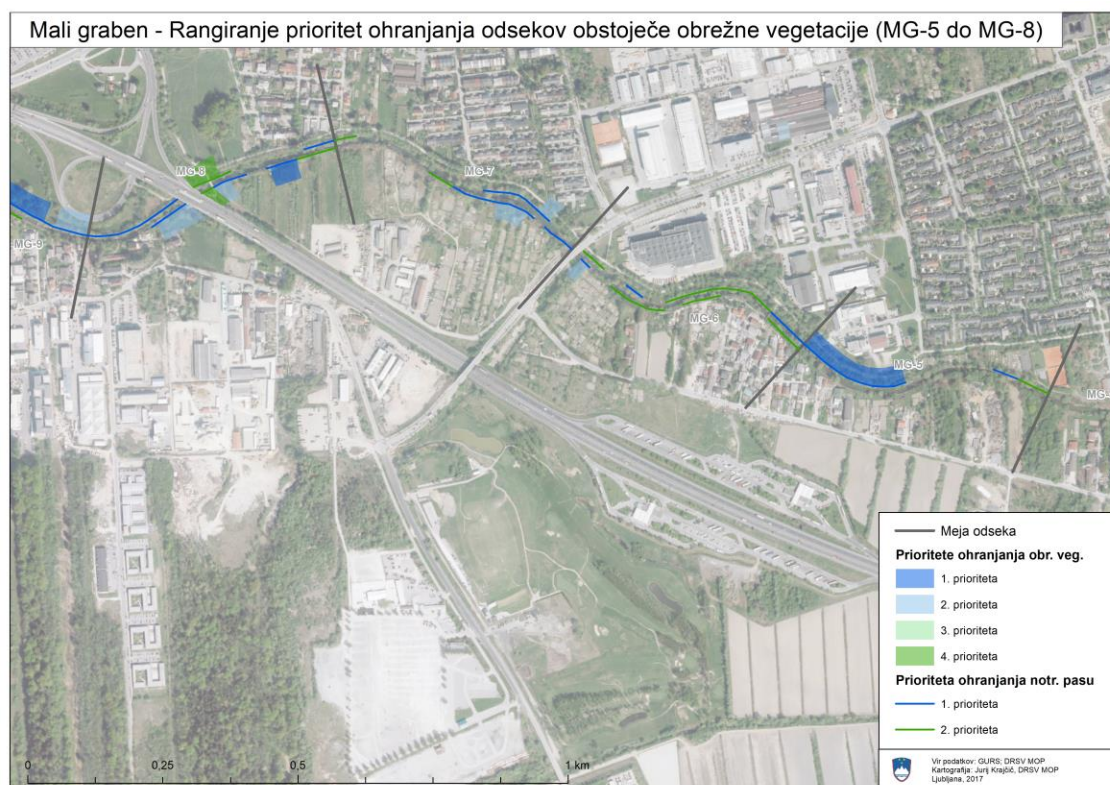 Mali graben - Rangiranje prioritet ohranjanja odsekov obstoječe obrežne vegetacije (MG-5 do MG-8)
MG-8
MG-7
MG-9
MG-6
MG-5
Meja odseka
Prioritete ohranjanja obr. veg.
1. prioriteta
2. prioriteta
3. prioriteta
4. prioriteta
Prioriteta ohranjanja notr. pasu
1. prioriteta
2. prioriteta
0
0,25
0,5
1 km
Vir podatkov: GURS; DRSV MOP
Kartografija: Jurij Krajčič, DRSV MOP
Ljubljana, 2017